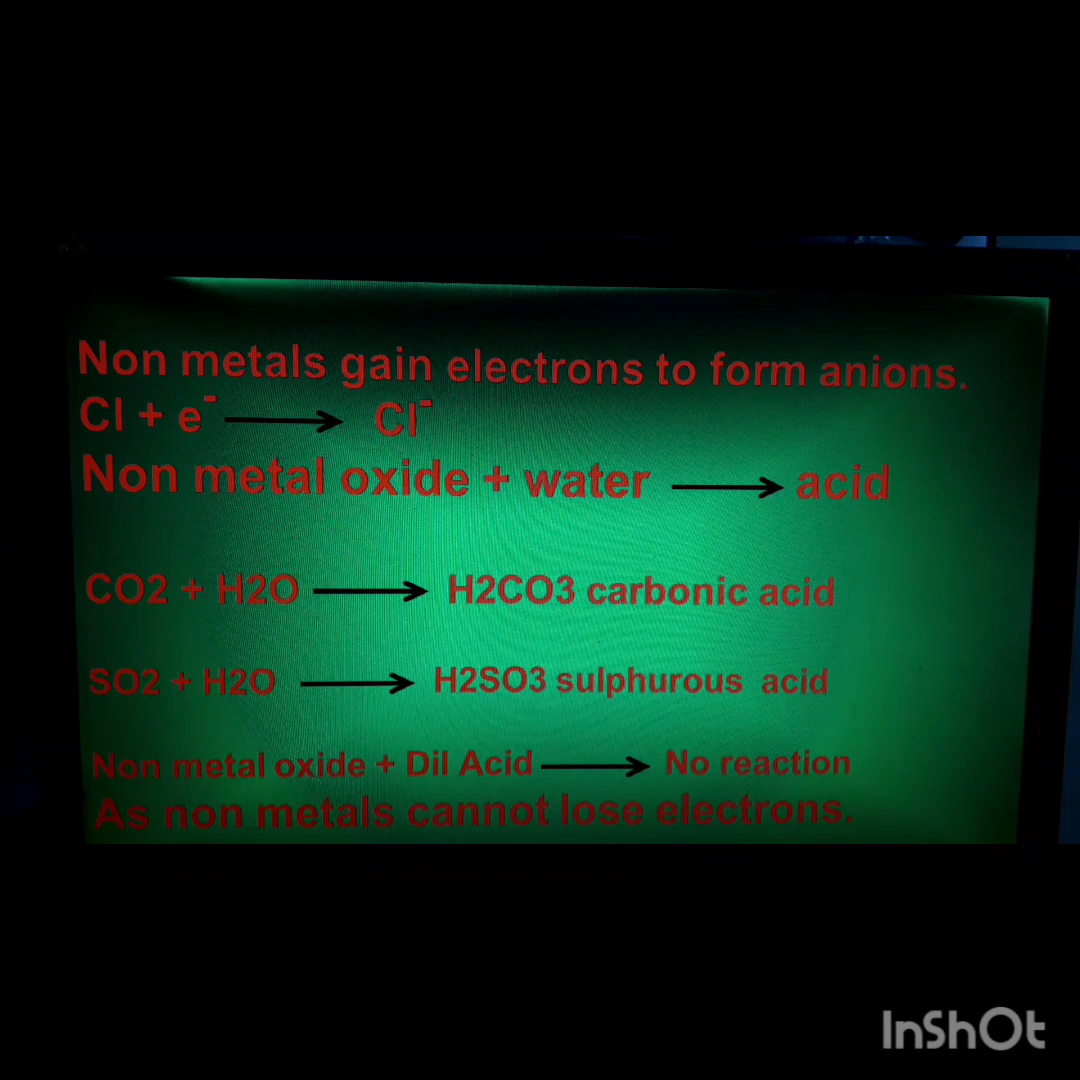 Non metals gain electrons to form anions.
Cl + e⁻ ⟶ Cl⁻
Non metal oxide + water ⟶ acid
CO2 + H2O ⟶ H2CO3 carbonic acid
SO2 + H2O ⟶ H2SO3 sulphurous acid
Non metal oxide + Dil Acid ⟶ No reaction
As non metals cannot lose electrons.
InShOt